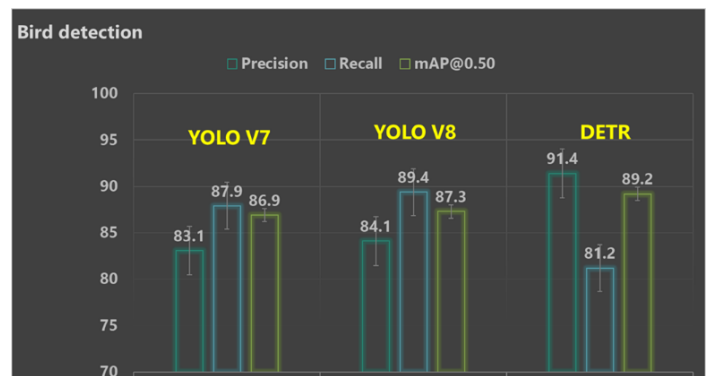 Bird detection
Precision Recall mAP@0.50
100
95
YOLO V7 YOLO V8 DETR
91.4
90
87.9 86.9 89.4 87.3 89.2
85
83.1 84.1
81.2
80
75
70